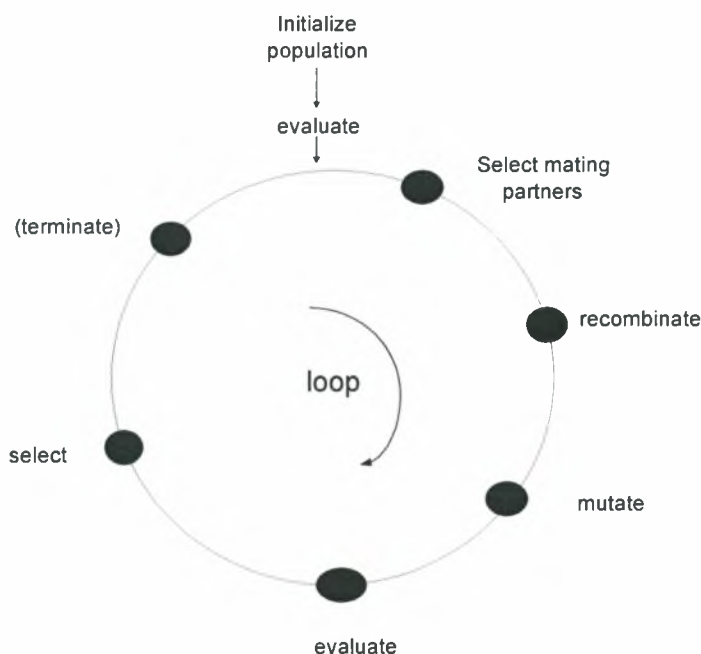 Initialize
population
evaluate
Select mating
partners
(terminate)
recombinate
loop
select
mutate
evaluate